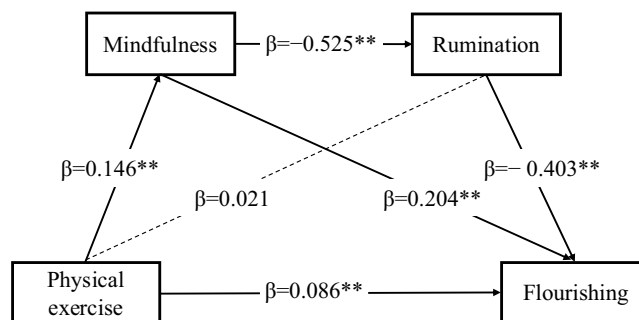 Mindfulness
β=−0.525**
Rumination
β=0.146**
β=0.021
β=0.204**
β=− 0.403**
Physical
exercise
β=0.086**
Flourishing